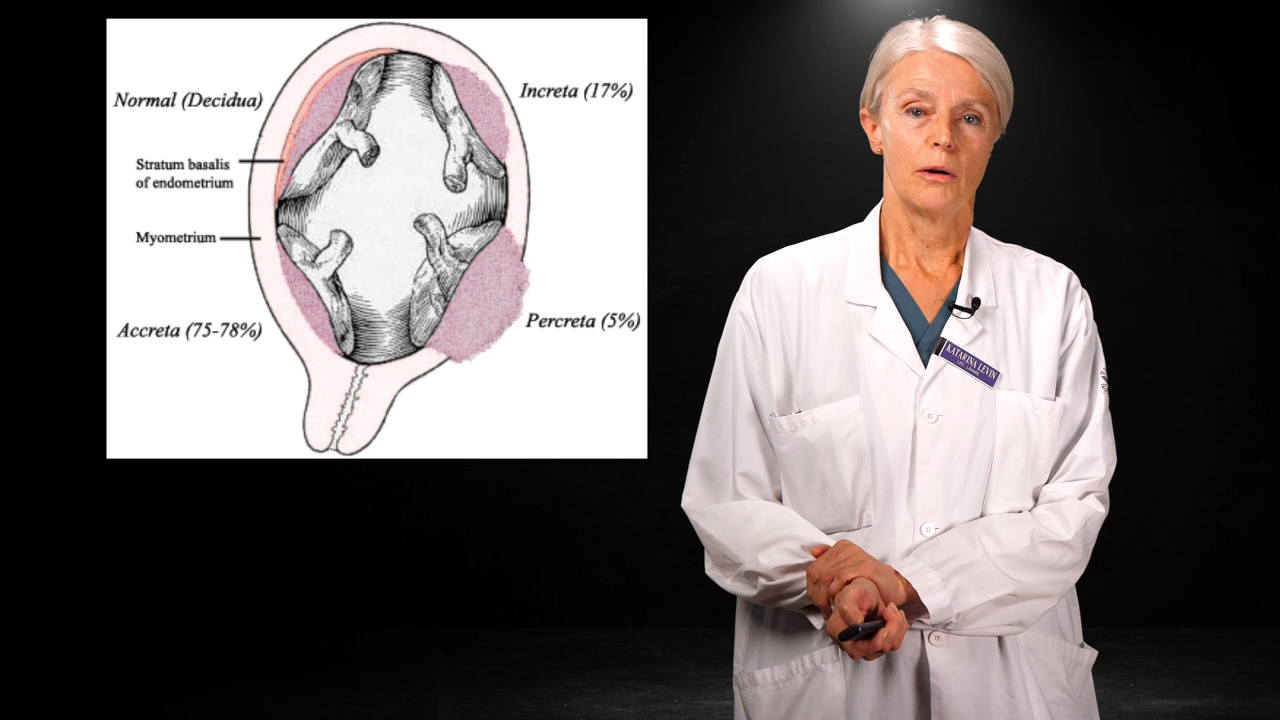 Normal (Decidua)
Stratum basalis
of endometrium
Myometrium
Accreta (75-78%)
Increta (17%)
Percreta (5%)
KATARINA LEVIN